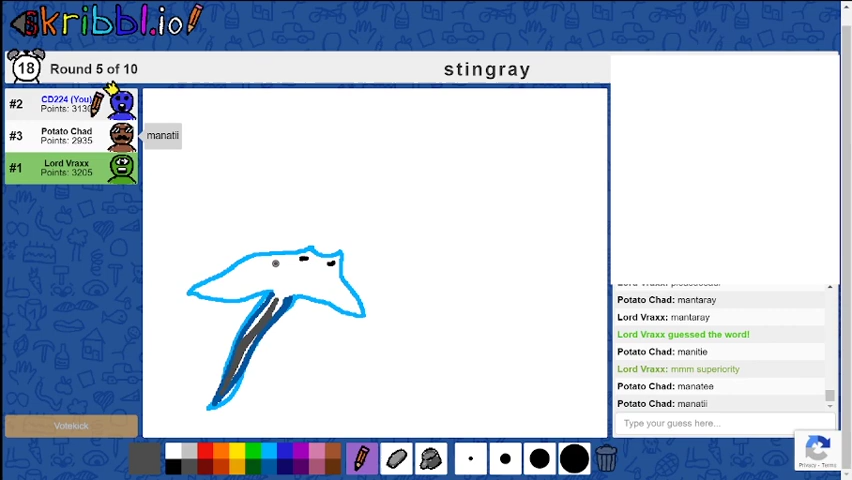 skribbl.io
18 Round 5 of 10 stingray
#2 CD224 (You)
Points: 3130
#3 Potato Chad
Points: 2935
manatii
#1 Lord Vraxx
Points: 3205
Potato Chad: mantaray
Lord Vraxx: mantaray
Lord Vraxx guessed the word!
Potato Chad: manitie
Lord Vraxx: mmm superiority
Potato Chad: manatee
Potato Chad: manatii
Votekick
Type your guess here...
Privacy - Terms